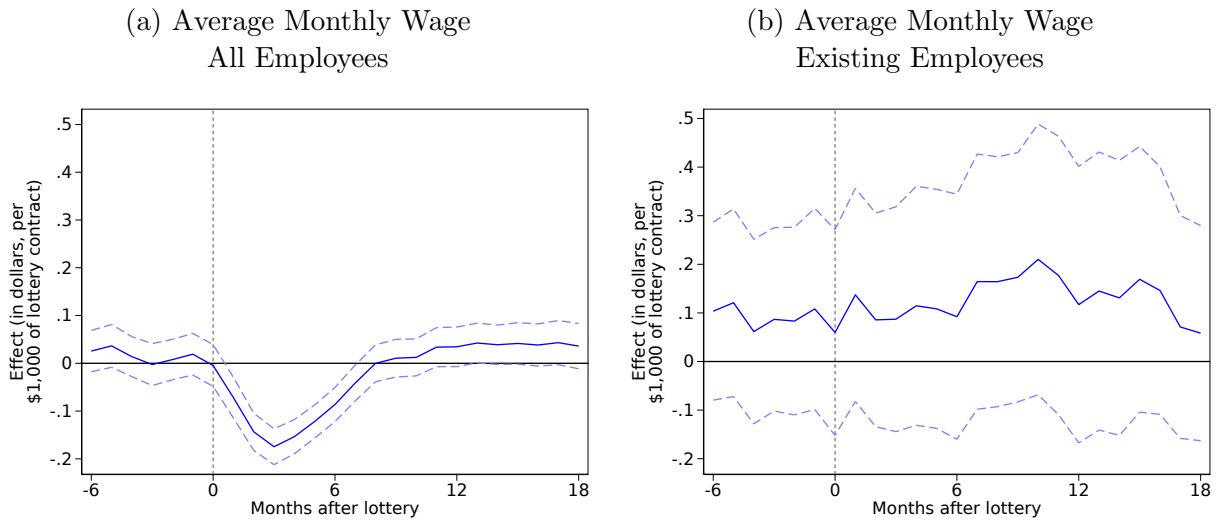 (a) Average Monthly Wage
All Employees
.5
.4
.3
.2
.1
0
-.1
-.2
Effect (in dollars, per
$1,000 of lottery contract)
-6
0
6
12
18
Months after lottery
(b) Average Monthly Wage
Existing Employees
.5
.4
.3
.2
.1
0
-.1
-.2
Effect (in dollars, per
$1,000 of lottery contract)
-6
0
6
12
18
Months after lottery